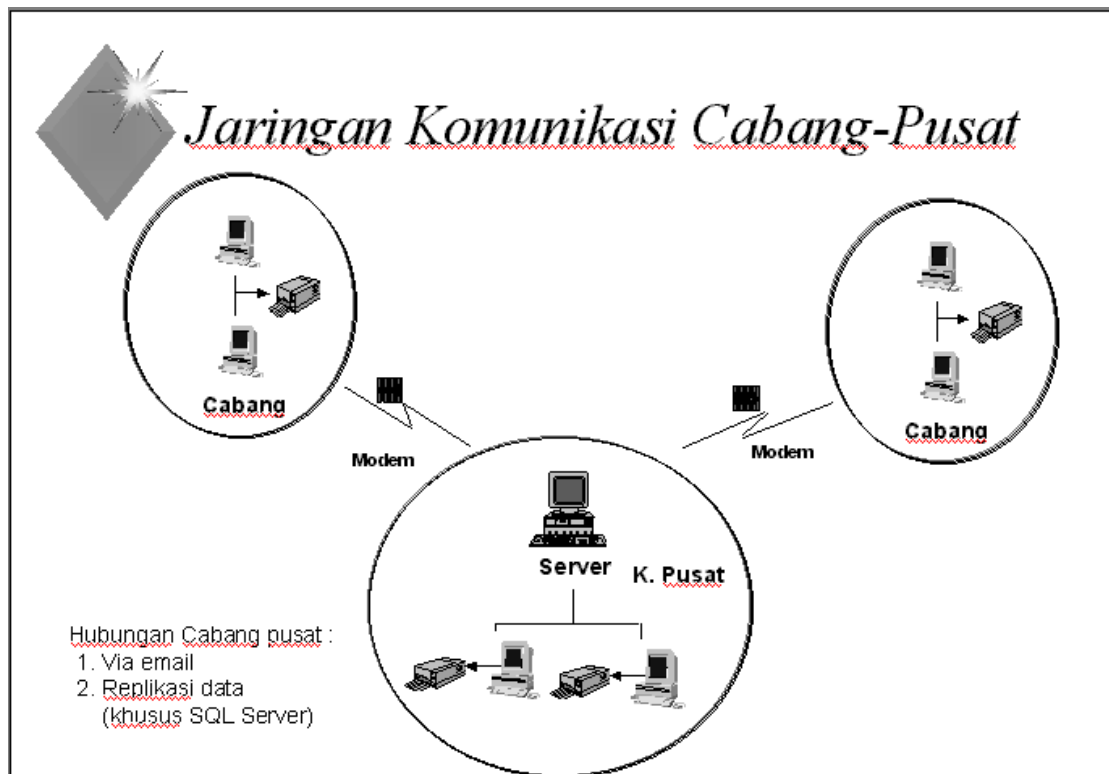 Jaringan Komunikasi Cabang-Pusat
Cabang
Cabang
Modem
Modem
Server
K. Pusat
Hubungan Cabang pusat :
1. Via email
2. Replikasi data
(khusus SQL Server)